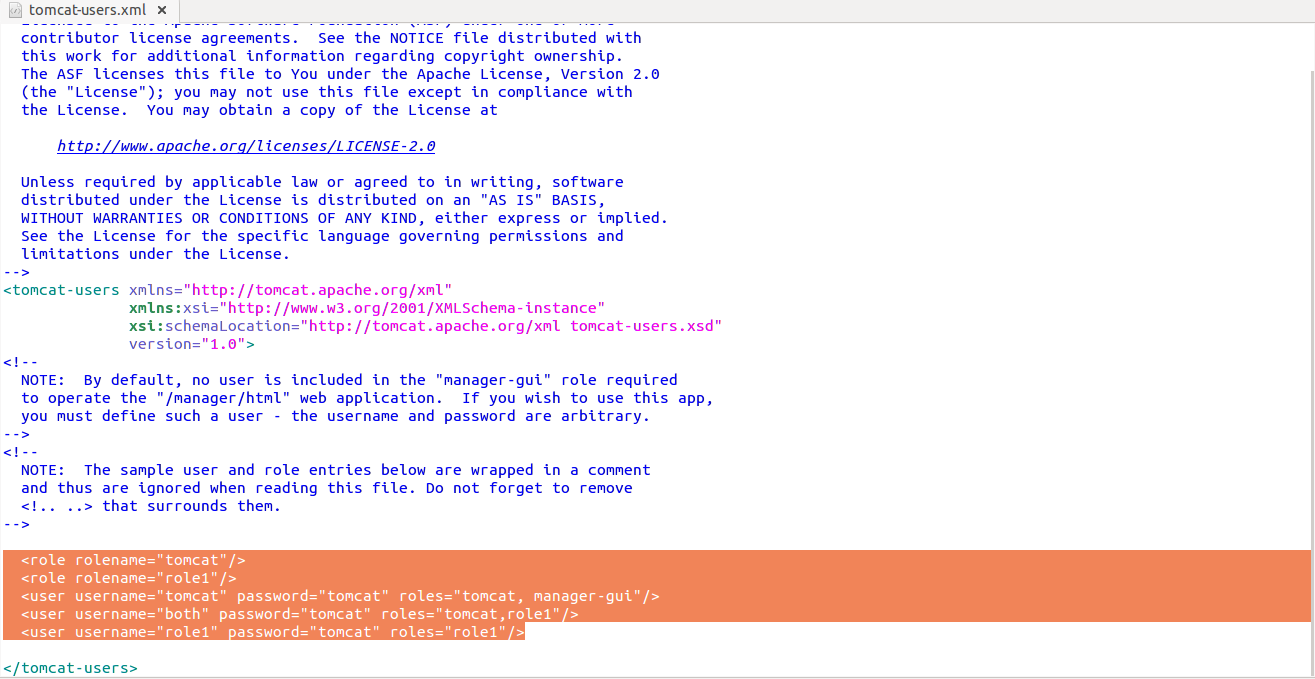 tomcat-users.xml ×
contributor license agreements.  See the NOTICE file distributed with
this work for additional information regarding copyright ownership.
The ASF licenses this file to You under the Apache License, Version 2.0
(the "License"); you may not use this file except in compliance with
the License.  You may obtain a copy of the License at
http://www.apache.org/licenses/LICENSE-2.0
Unless required by applicable law or agreed to in writing, software
distributed under the License is distributed on an "AS IS" BASIS,
WITHOUT WARRANTIES OR CONDITIONS OF ANY KIND, either express or implied.
See the License for the specific language governing permissions and
limitations under the License.
-->
<tomcat-users xmlns="http://tomcat.apache.org/xml"
xmlns:xsi="http://www.w3.org/2001/XMLSchema-instance"
xsi:schemaLocation="http://tomcat.apache.org/xml tomcat-users.xsd"
version="1.0">
<!--
NOTE:  By default, no user is included in the "manager-gui" role required
to operate the "/manager/html" web application.  If you wish to use this app,
you must define such a user - the username and password are arbitrary.
-->
<!--
NOTE:  The sample user and role entries below are wrapped in a comment
and thus are ignored when reading this file. Do not forget to remove
<!.. ..> that surrounds them.
-->
<role rolename="tomcat"/>
<role rolename="role1"/>
<user username="tomcat" password="tomcat" roles="tomcat, manager-gui"/>
<user username="both" password="tomcat" roles="tomcat,role1"/>
<user username="role1" password="tomcat" roles="role1"/>
</tomcat-users>